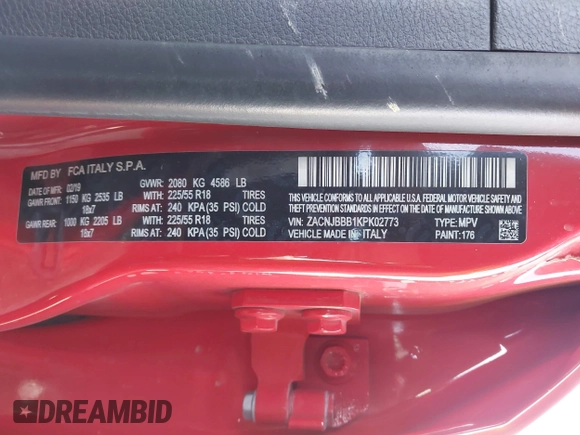 MFD BY FCA ITALY S.P.A.
DATE OF MFR: 02/19 GVWR: 2080 KG 4586 LB
GAWR FRONT: 1150 KG 2535 LB WITH: 225/55 R18 TIRES
18x7 RIMS AT: 240 KPA (35 PSI) COLD
GAWR REAR: 1000 KG 2205 LB WITH: 225/55 R18 TIRES
18x7 RIMS AT: 240 KPA (35 PSI) COLD
THIS VEHICLE CONFORMS TO ALL APPLICABLE U.S.A. FEDERAL MOTOR VEHICLE
SAFETY, BUMPER, AND THEFT PREVENTION STANDARDS IN EFFECT ON THE DATE
OF MANUFACTURE SHOWN ABOVE.
VIN: ZACNJBBB1KPK02773 TYPE: MPV
VEHICLE MADE IN: ITALY PAINT: 176
DREAMBID